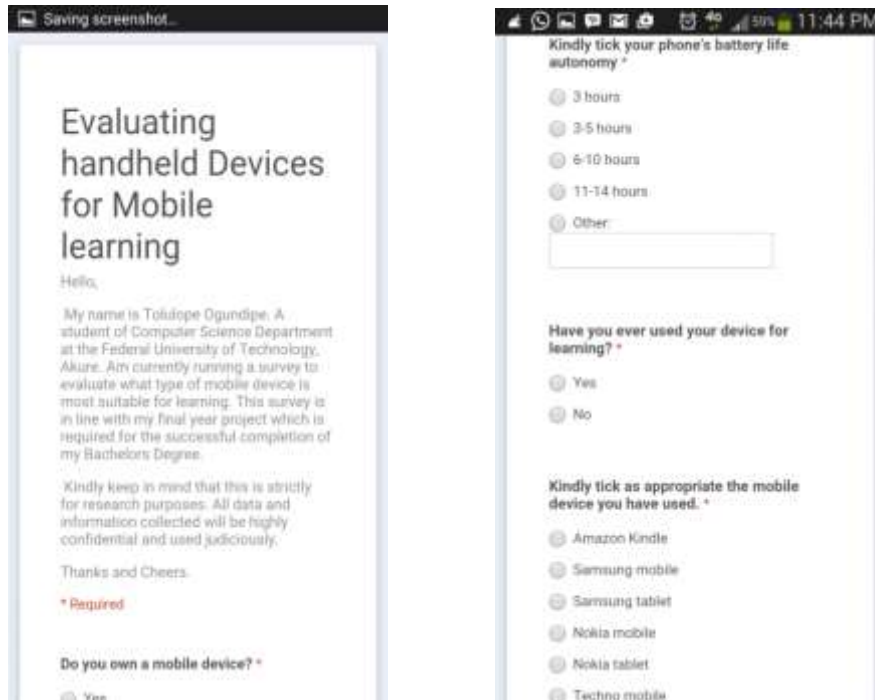 Saving screenshot...
Evaluating
handheld Devices
for Mobile
learning
Hello,
My name is Tolulope Ogundipe. A
student of Computer Science Department
at the Federal University of Technology,
Akure. Am currently running a survey to
evaluate what type of mobile device is
most suitable for learning. This survey is
in line with my final year project which is
required for the successful completion of
my Bachelors Degree.
Kindly keep in mind that this is strictly
for research purposes. All data and
information collected will be highly
confidential and used judiciously.
Thanks and Cheers.
* Required
Do you own a mobile device? *
Yes
4G 59% 11:44 PM
Kindly tick your phone's battery life
autonomy *
3 hours
3-5 hours
6-10 hours
11-14 hours
Other:
Have you ever used your device for
learning? *
Yes
No
Kindly tick as appropriate the mobile
device you have used. *
Amazon Kindle
Samsung mobile
Samsung tablet
Nokia mobile
Nokia tablet
Techno mobile